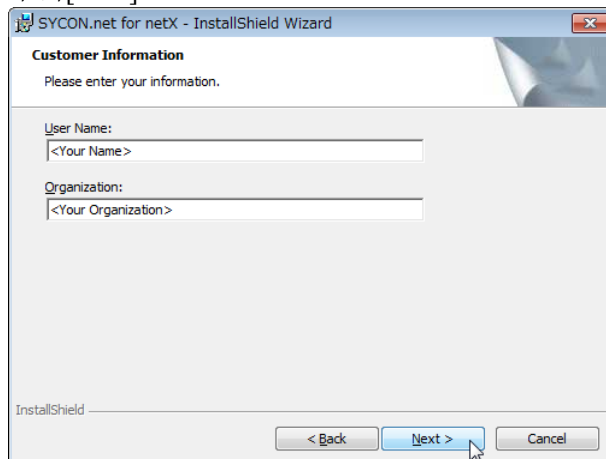 SYCON.net for netX - InstallShield Wizard
Customer Information
Please enter your information.
User Name:
<Your Name>
Organization:
<Your Organization>
InstallShield
< Back Next > Cancel